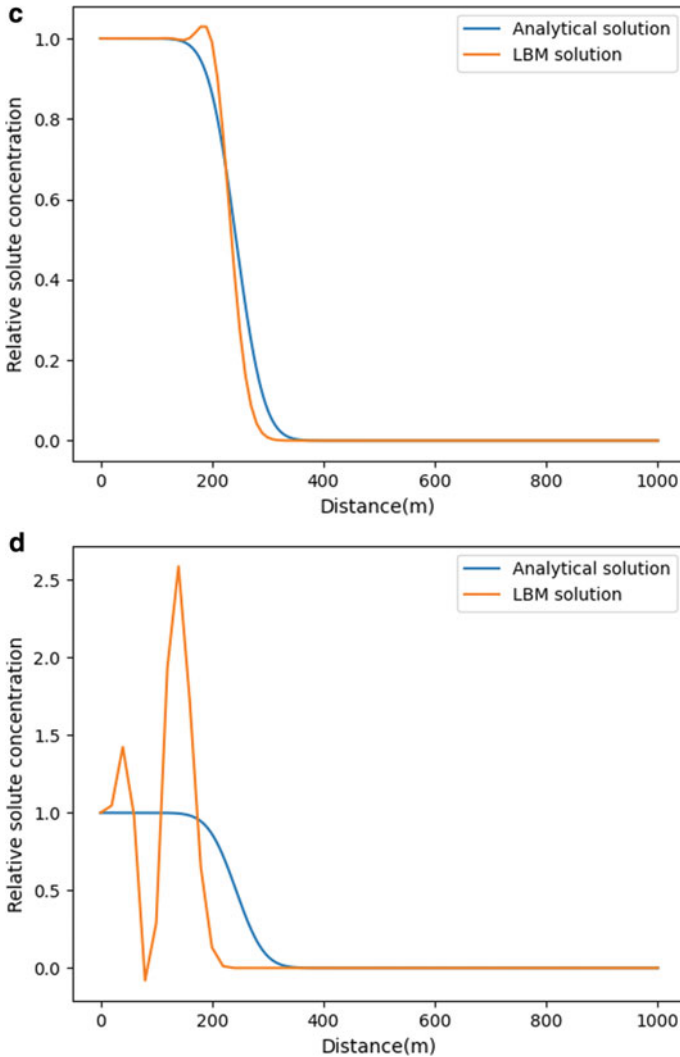 c
Analytical solution
LBM solution
Relative solute concentration
1.0
0.8
0.6
0.4
0.2
0.0
0 200 400 600 800 1000
Distance(m)
d
Analytical solution
LBM solution
Relative solute concentration
2.5
2.0
1.5
1.0
0.5
0.0
0 200 400 600 800 1000
Distance(m)